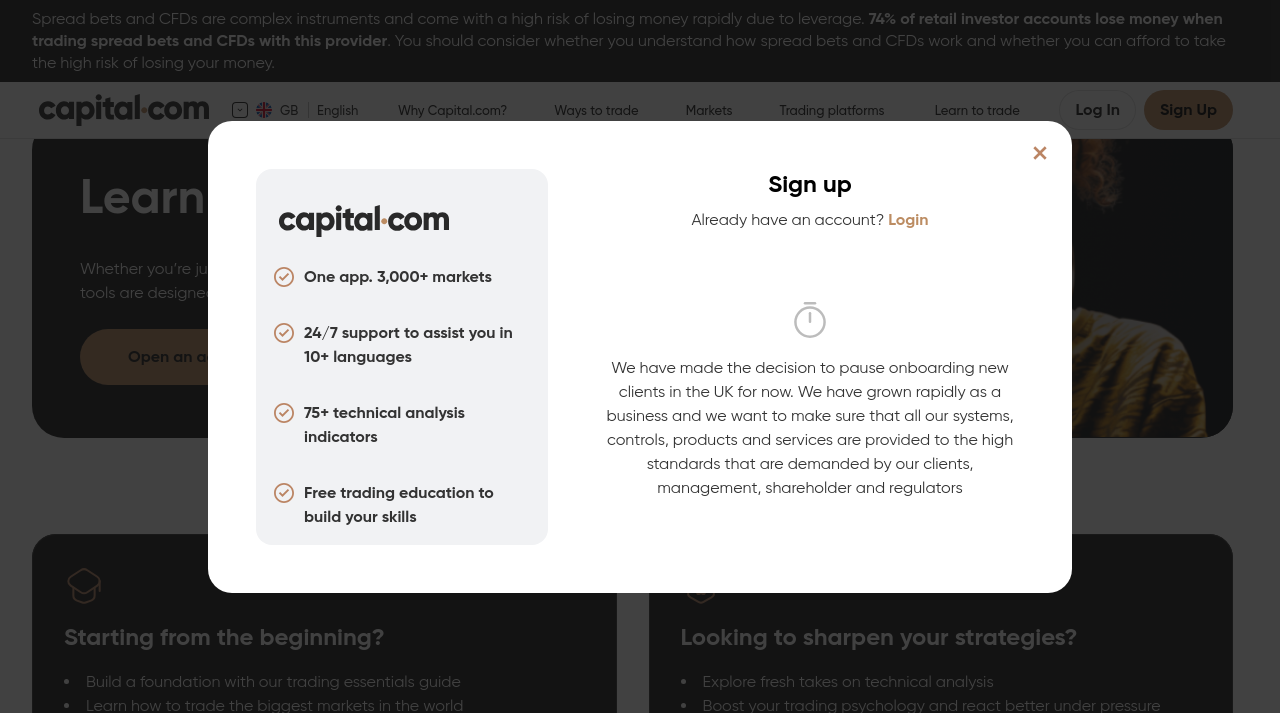 Spread bets and CFDs are complex instruments and come with a high risk of losing money rapidly due to leverage. 74% of retail investor accounts lose money when
trading spread bets and CFDs with this provider. You should consider whether you understand how spread bets and CFDs work and whether you can afford to take
the high risk of losing your money.
capital.com GB English Why Capital.com? Ways to trade Markets Trading platforms Learn to trade Log In Sign Up
Learn
Whether you're
tools are designed
Open an
capital.com
One app. 3,000+ markets
24/7 support to assist you in
10+ languages
75+ technical analysis
indicators
Free trading education to
build your skills
Sign up
Already have an account? Login
We have made the decision to pause onboarding new
clients in the UK for now. We have grown rapidly as a
business and we want to make sure that all our systems,
controls, products and services are provided to the high
standards that are demanded by our clients,
management, shareholder and regulators
Starting from the beginning?
• Build a foundation with our trading essentials guide
• Learn how to trade the biggest markets in the world
Looking to sharpen your strategies?
• Explore fresh takes on technical analysis
• Boost your trading psychology and react better under pressure